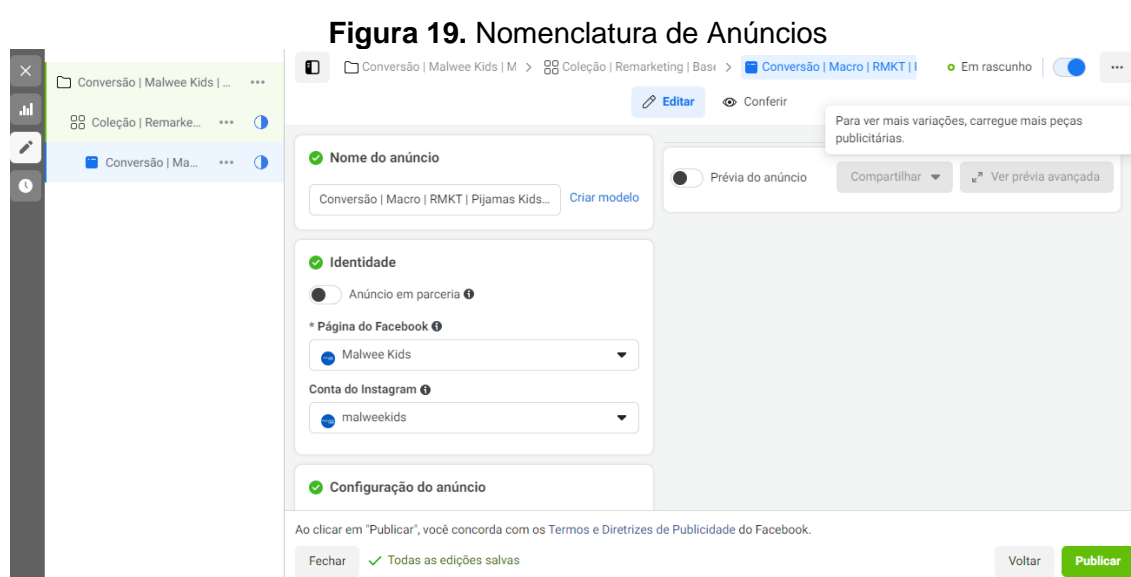 Figura 19. Nomenclatura de Anúncios
Conversão | Malwee Kids | ...
Coleção | Remarke...
Conversão | Ma...
Conversão | Malwee Kids | M > Coleção | Remarketing | Base > Conversão | Macro | RMKT |
Em rascunho
Editar
Conferir
Para ver mais variações, carregue mais peças
publicitárias.
Nome do anúncio
Conversão | Macro | RMKT | Pijamas Kids...
Criar modelo
Prévia do anúncio
Compartilhar
Ver prévia avançada
Identidade
Anúncio em parceria
* Página do Facebook
Malwee Kids
Conta do Instagram
malweekids
Configuração do anúncio
Ao clicar em "Publicar", você concorda com os Termos e Diretrizes de Publicidade do Facebook.
Fechar
Todas as edições salvas
Voltar
Publicar